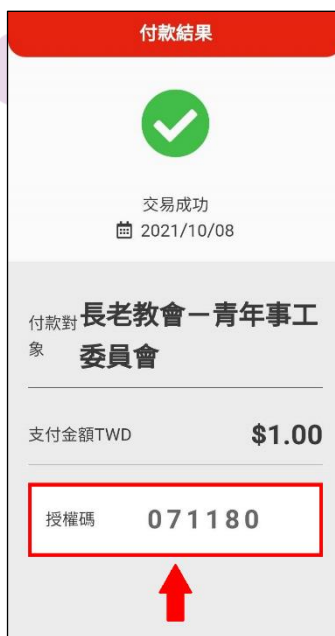 付款結果
交易成功
2021/10/08
付款對象 長老教會－青年事工委員會
支付金額TWD $1.00
授權碼 071180